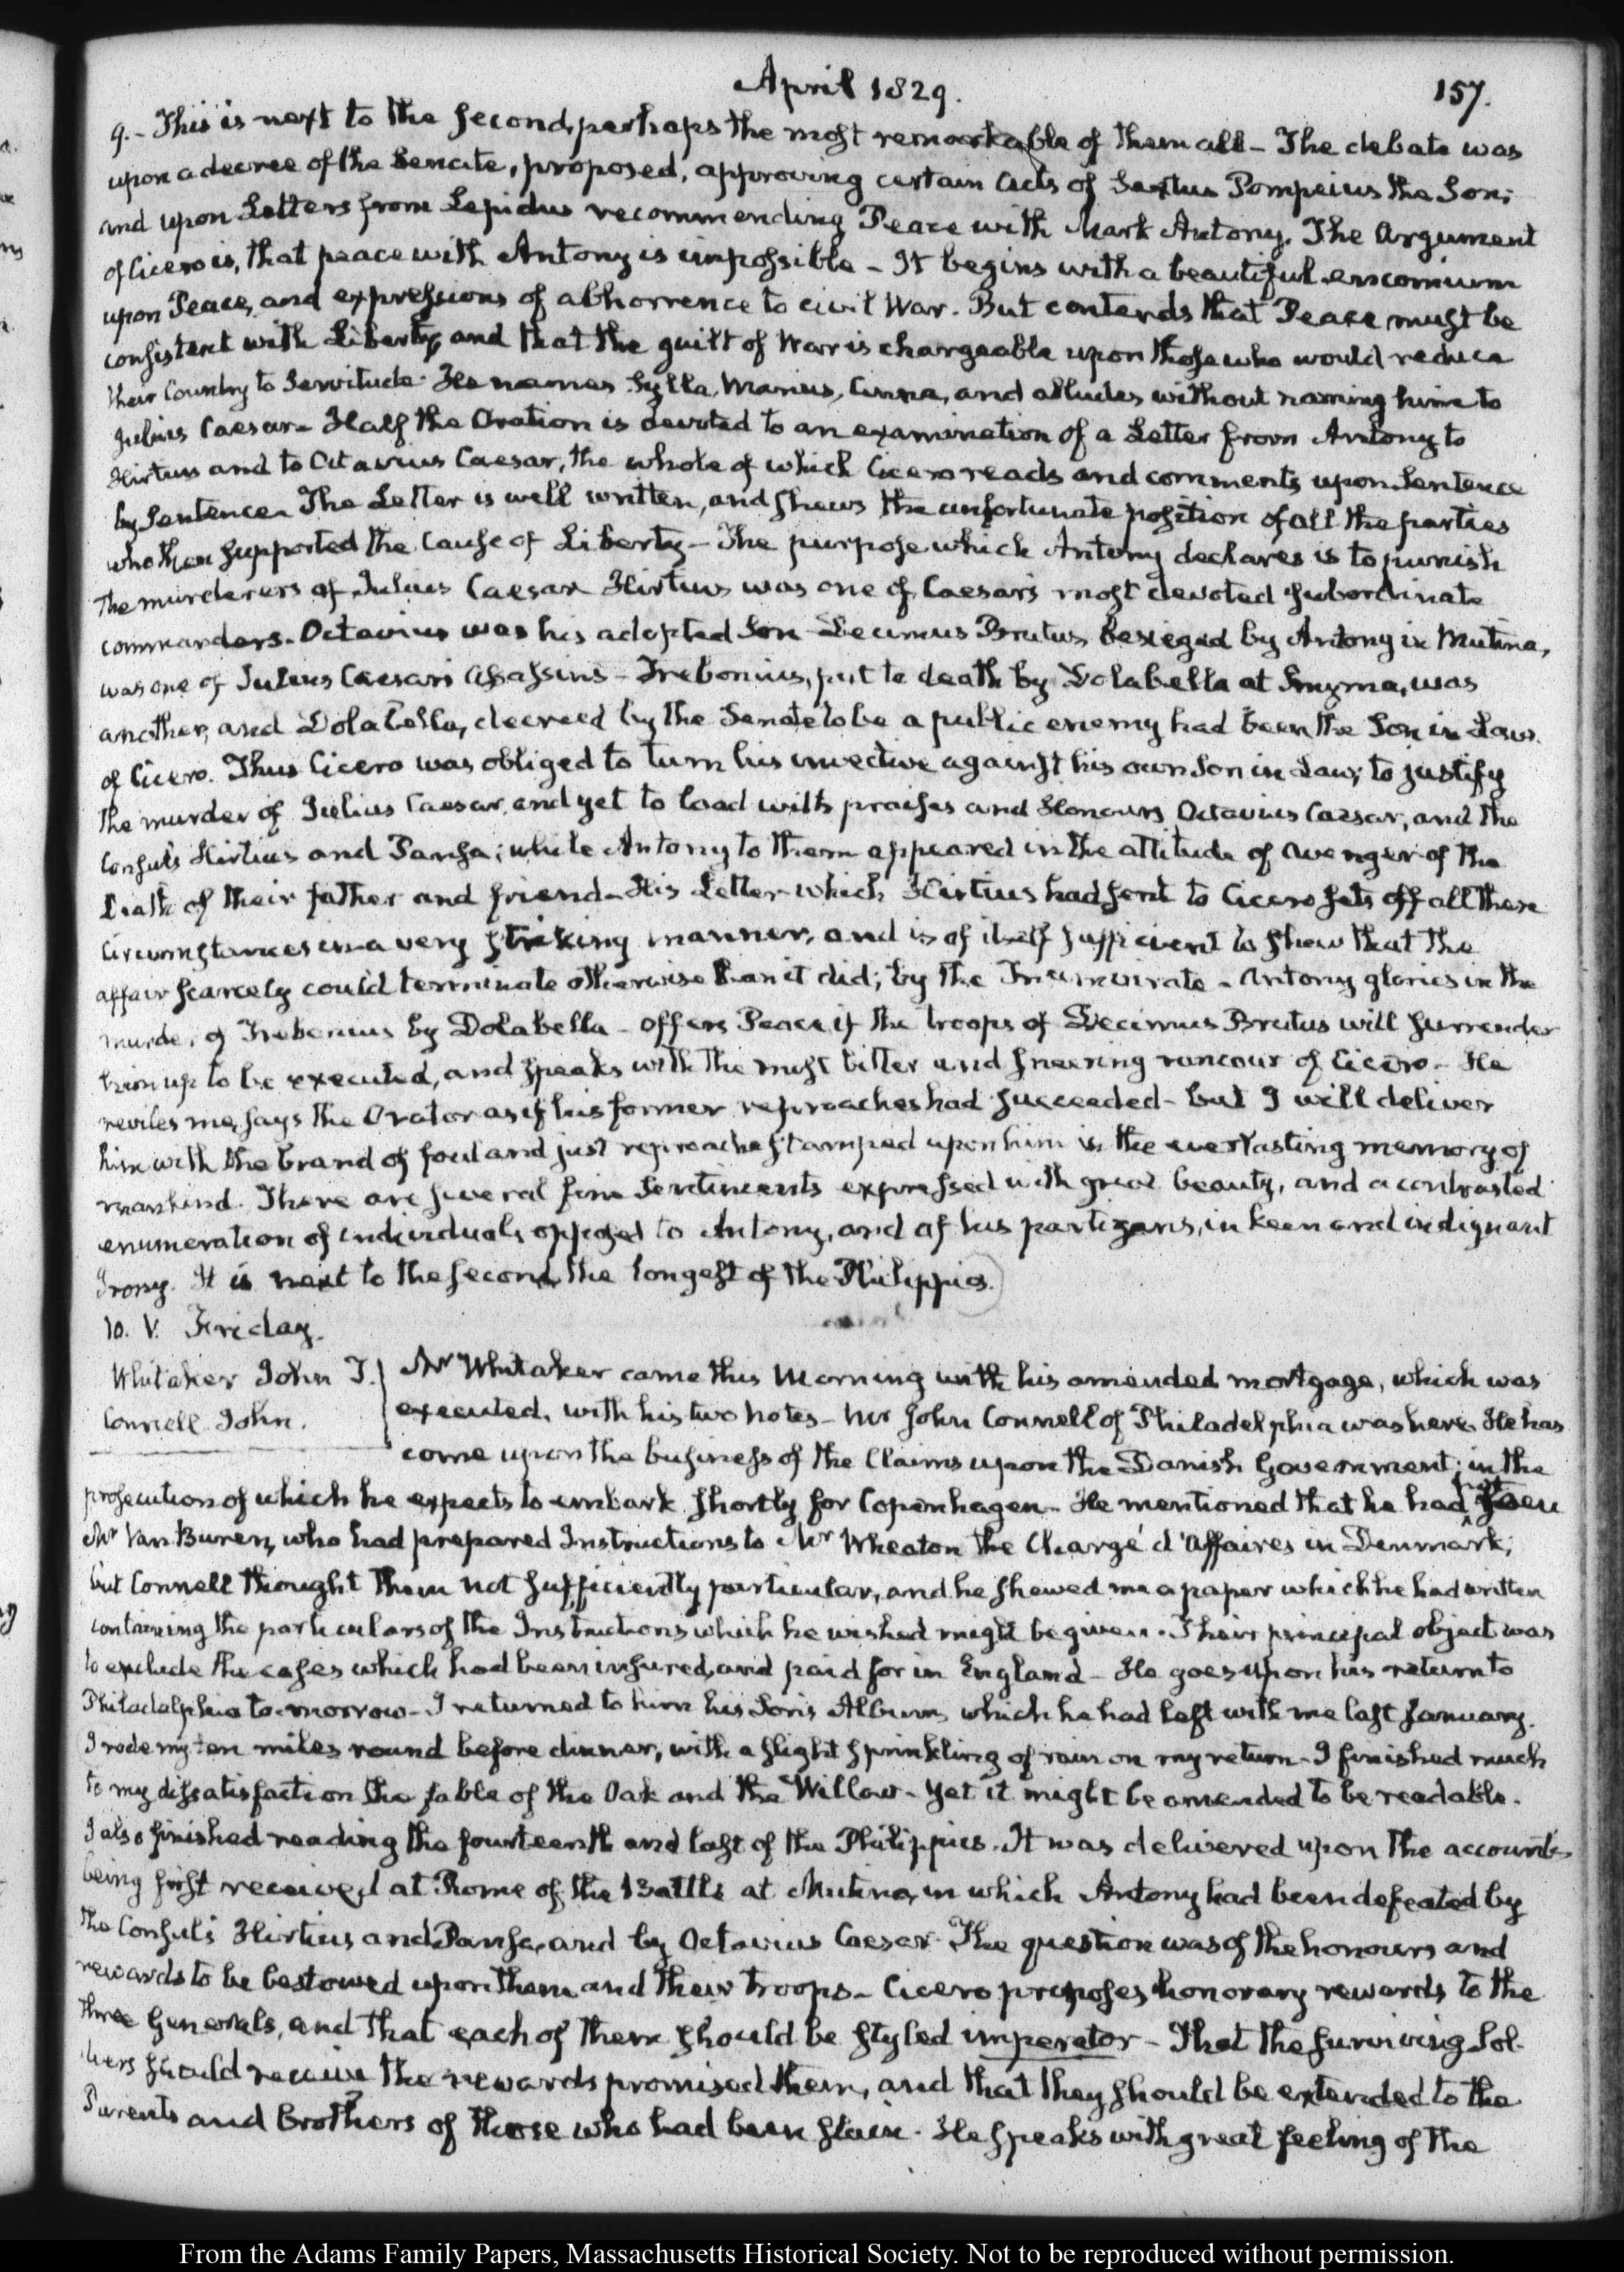 April 1829.
157.
9.- This is next to the Second, perhaps the most remarkable of them all - The debate was
upon a decree of the Senate, proposed, approving certain acts of Sextus Pompeius the Son;
and upon Letters from Lepidus recommending Peace with Mark Antony. The Argument
of Cicero is, that peace with Antony is impossible - It begins with a beautiful encomium
upon Peace, and expressions of abhorrence to civil War. But contends that Peace must be
consistent with Liberty, and that the guilt of War is chargeable upon those who would reduce
their Country to Servitude. He names Sylla, Marius, Cinna, and alludes without naming him to
Julius Caesar - Half the Oration is devoted to an examination of a Letter from Antony to
Hirtius and to Octavius Caesar, the whole of which Cicero reads and comments upon Sentence
by Sentence. The Letter is well written, and shews the unfortunate position of all the parties
who then supported the cause of Liberty - The purpose which Antony declares is to punish
the murderers of Julius Caesar Hirtius was one of Caesar's most devoted subordinate
commanders. Octavius was his adopted Son - Decimus Brutus besieged by Antony in Mutina,
was one of Julius Caesar's assassins - Trebonius, put to death by Dolabella at Smyrna, was
another, and Dolabella, decreed by the Senate to be a public enemy had been the Son in Law
of Cicero. Thus Cicero was obliged to turn his invective against his own Son in Law; to justify
the murder of Julius Caesar, and yet to load with praises and Honours Octavius Caesar, and the
Consuls Hirtius and Pansa; while Antony to them appeared in the attitude of avenger of the
Death of their father and friend - His Letter which Hirtius had sent to Cicero sets off all these
circumstances in a very striking manner, and is of itself sufficient to shew that the
affair scarcely could terminate otherwise than it did; by the Triumvirate - Antony glories in the
murder of Trebonius by Dolabella - offers Peace if the troops of Decimus Brutus will surrender
him up to be executed, and speaks with the most bitter and sneering rancour of Cicero - He
reviles me, says the Orator as if his former reproaches had succeeded - but I will deliver
him with the brand of foul and just reproach stamped upon him in the everlasting memory of
mankind. There are several fine Sentiments expressed with great beauty, and a contrasted
enumeration of individuals opposed to Antony, and of his partizans, in keen and indignant
Irony. It is next to the second, the longest of the Philippics.
10. V. Friday.
Whitaker John T.
Connell John.
Mr Whitaker came this Morning with his amended mortgage, which was
executed, with his two notes - Mr John Connell of Philadelphia was here. He has
come upon the business of the Claims upon the Danish Government; in the
prosecution of which he expects to embark shortly for Copenhagen - He mentioned that he had seen
Mr Van Buren, who had prepared Instructions to Mr Wheaton the Chargé d'Affaires in Denmark;
but Connell thought them not sufficiently particular, and he shewed me a paper which he had written
containing the particulars of the Instructions which he wished might be given. Their principal object was
to exclude the cases which had been insured, and paid for in England - He goes upon his return to
Philadelphia to-morrow - I returned to him his Son's Album, which he had left with me last January.
I rode my ten miles round before dinner, with a slight sprinkling of rain on my return - I finished much
to my dissatisfaction the fable of the Oak and the Willow - yet it might be amended to be readable.
I also finished reading the fourteenth and last of the Philippics. It was delivered upon the accounts
being first received at Rome of the Battle at Mutina, in which Antony had been defeated by
the Consuls Hirtius and Pansa, and by Octavius Caesar. The question was of the honours and
rewards to be bestowed upon them and their troops - Cicero proposes honorary rewards to the
three Generals, and that each of them should be styled imperator - That the surviving Sol-
diers should receive the rewards promised them, and that they should be extended to the
Parents and brothers of those who had been slain. He speaks with great feeling of the
From the Adams Family Papers, Massachusetts Historical Society. Not to be reproduced without permission.